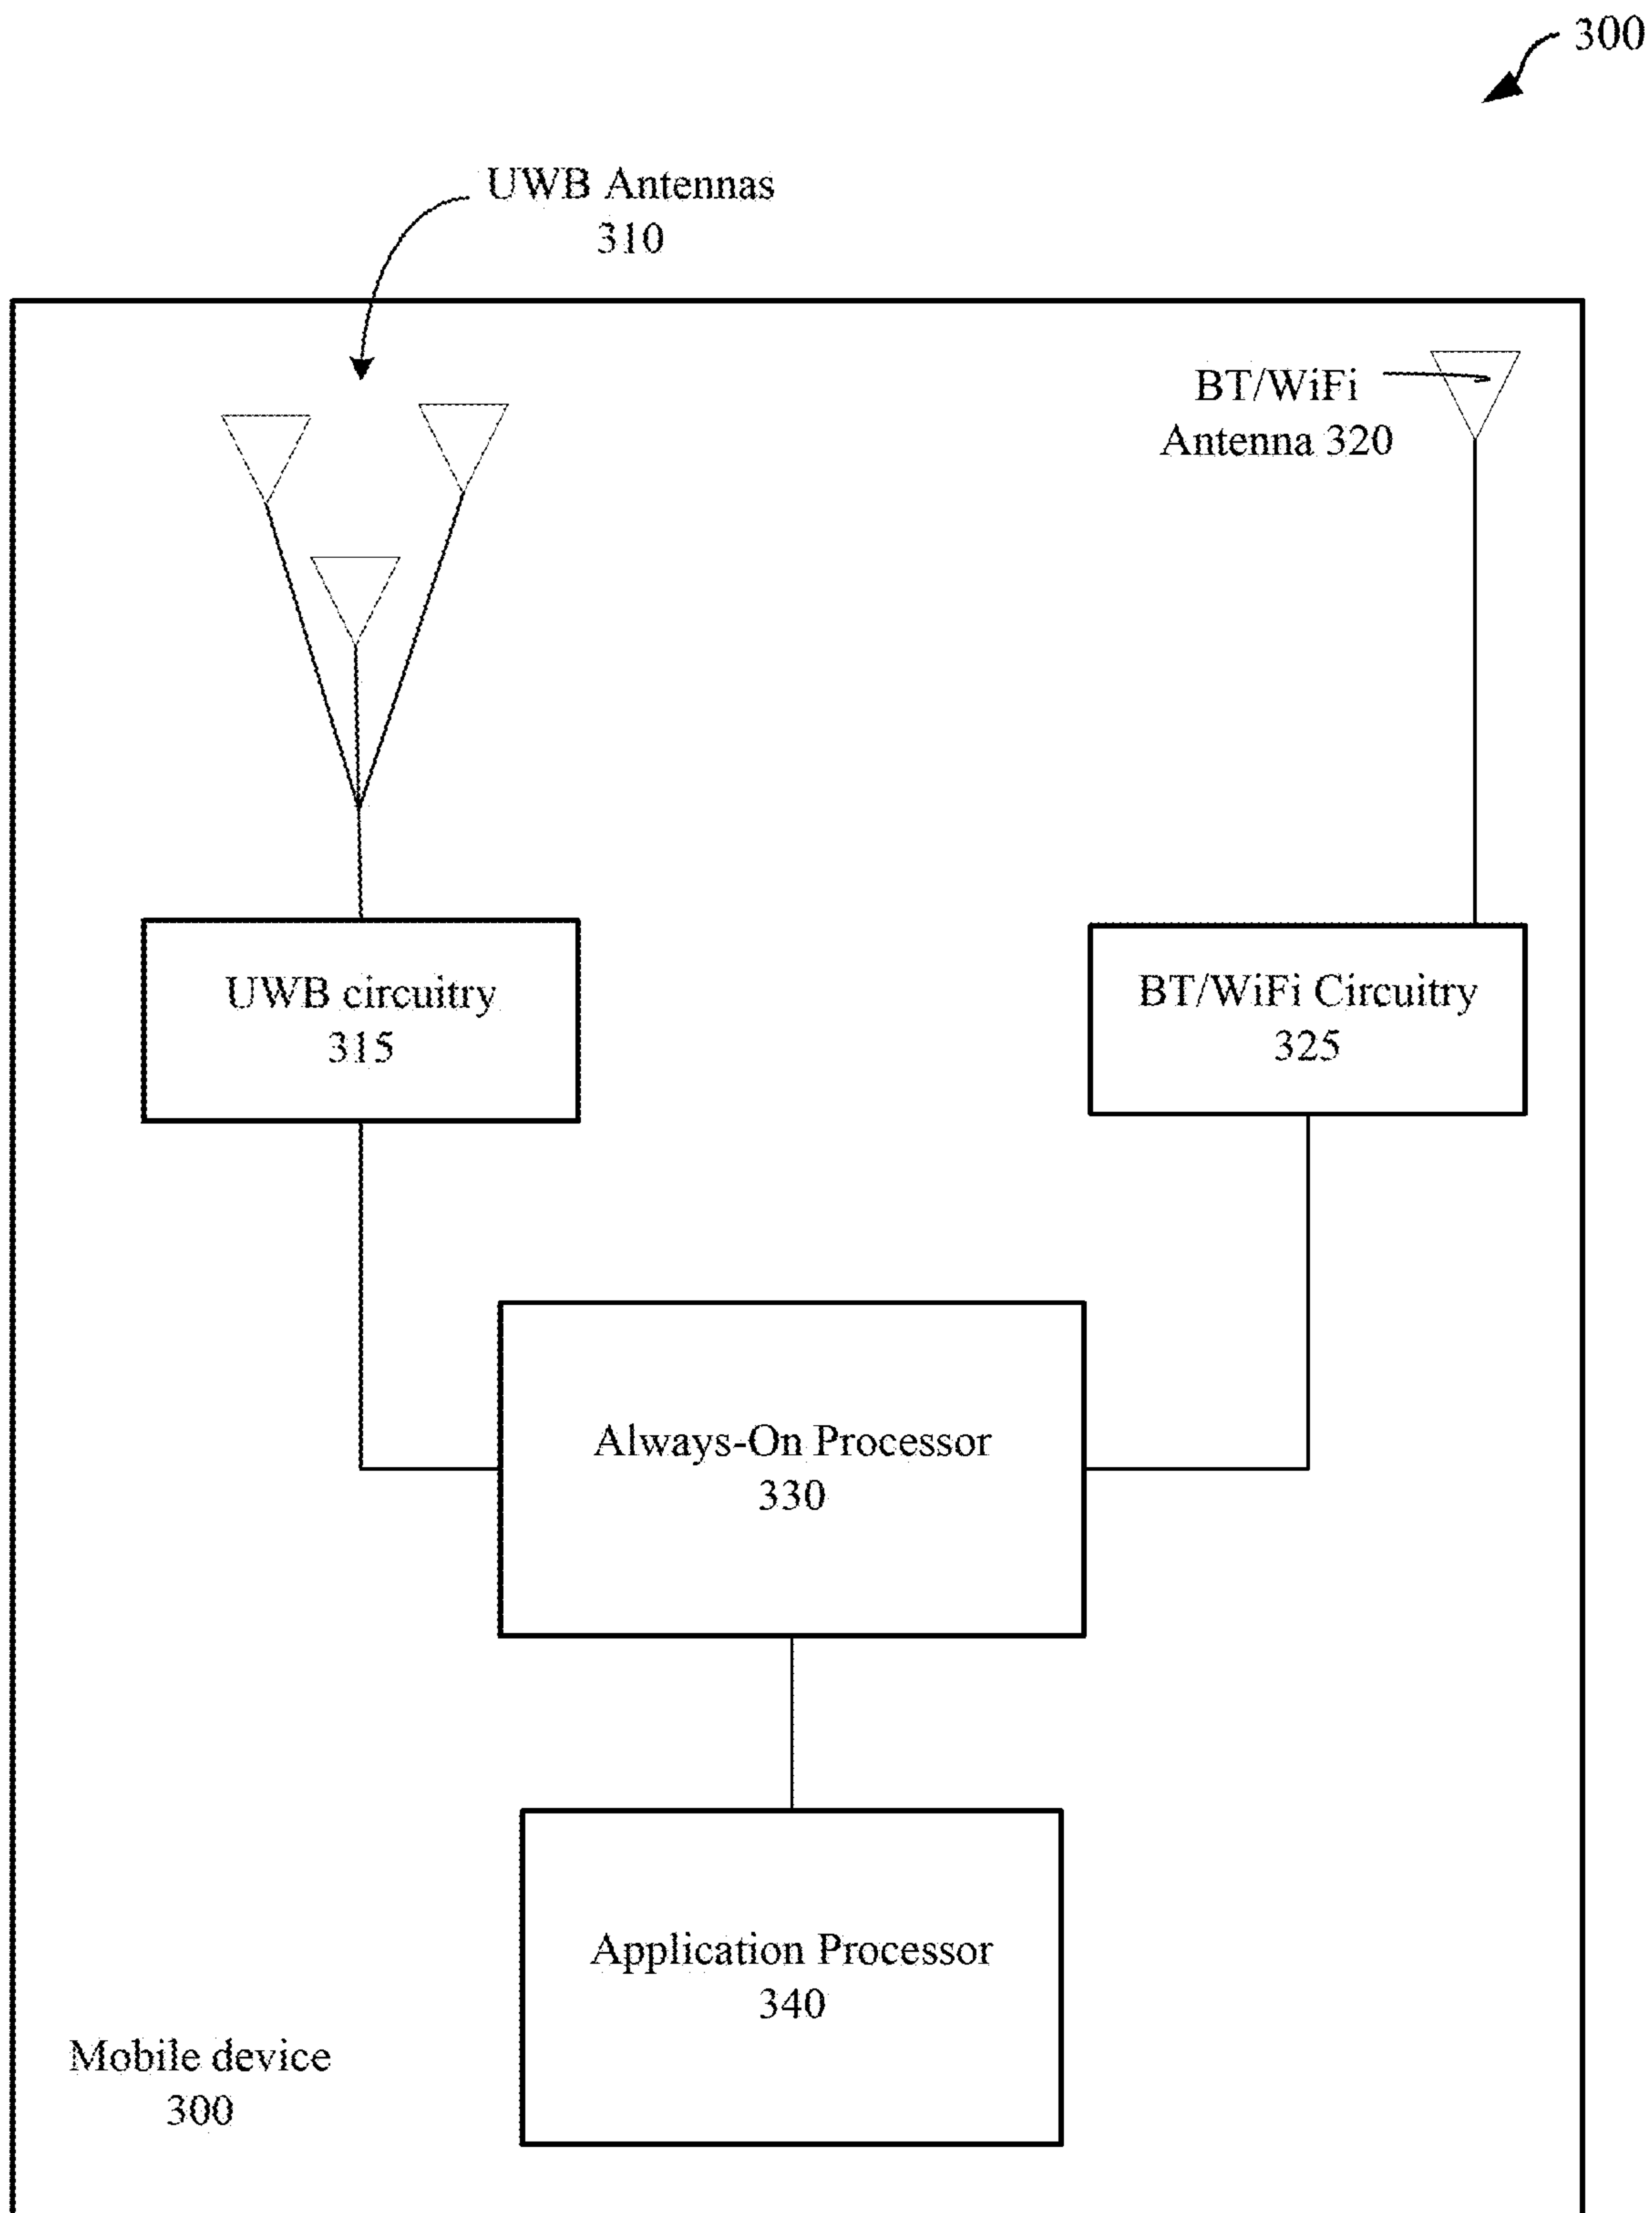 300
UWB Antennas
310
BT/WiFi
Antenna 320
UWB circuitry
315
BT/WiFi Circuitry
325
Always-On Processor
330
Application Processor
340
Mobile device
300